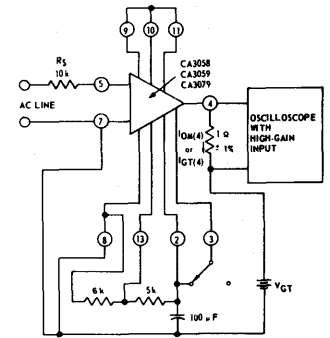 9 10 11
RS
10 k
CA3058
CA3059
CA3079
5
4
AC LINE
7
IOM(4)
or
IGT(4)
1 Ω
± 1%
OSCILLOSCOPE
WITH
HIGH-GAIN
INPUT
8 13 2 3
6k 5k
VGT
100 µF